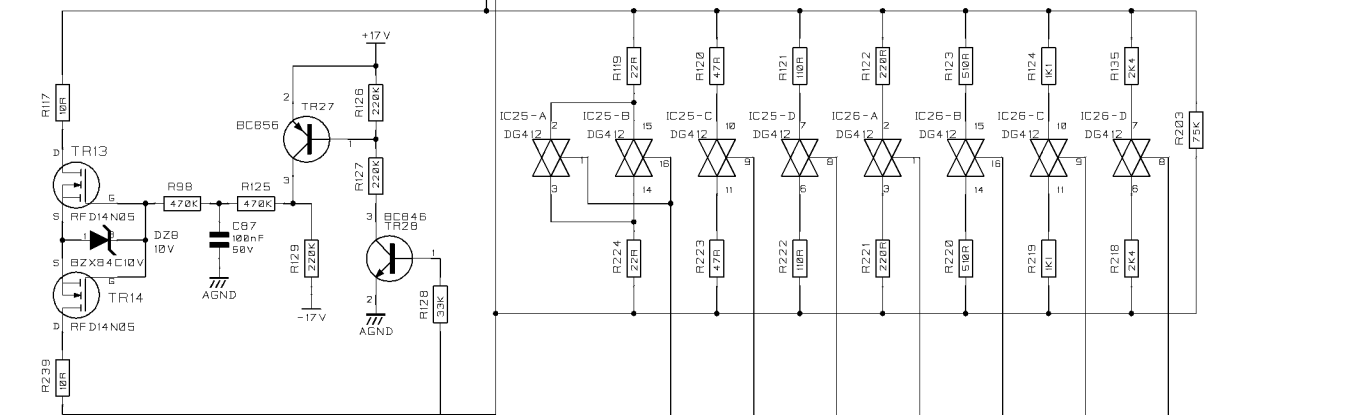 +17V
R117
10R
D
TR13
G
S
RFD14N05
R98
470K
R125
470K
C87
100nF
50V
AGND
1
DZ8
10V
BZX84C10V
S
G
TR14
RFD14N05
D
R239
10R
2
TR27
BC856
1
3
R126
220K
R127
220K
R129
220K
-17V
3
BC846
TR28
1
2
AGND
R128
33K
R119
22R
R120
47R
R121
110R
R122
220R
R123
510R
R124
1K1
R135
2K4
R203
75K
IC25-A
DG412
2
1
3
IC25-B
DG412
15
16
14
IC25-C
DG412
10
9
11
IC25-D
DG412
7
8
6
IC26-A
DG412
2
1
3
IC26-B
DG412
15
16
14
IC26-C
DG412
10
9
11
IC26-D
DG412
7
8
6
R224
22R
R223
47R
R222
110R
R221
220R
R220
510R
R219
1K1
R218
2K4